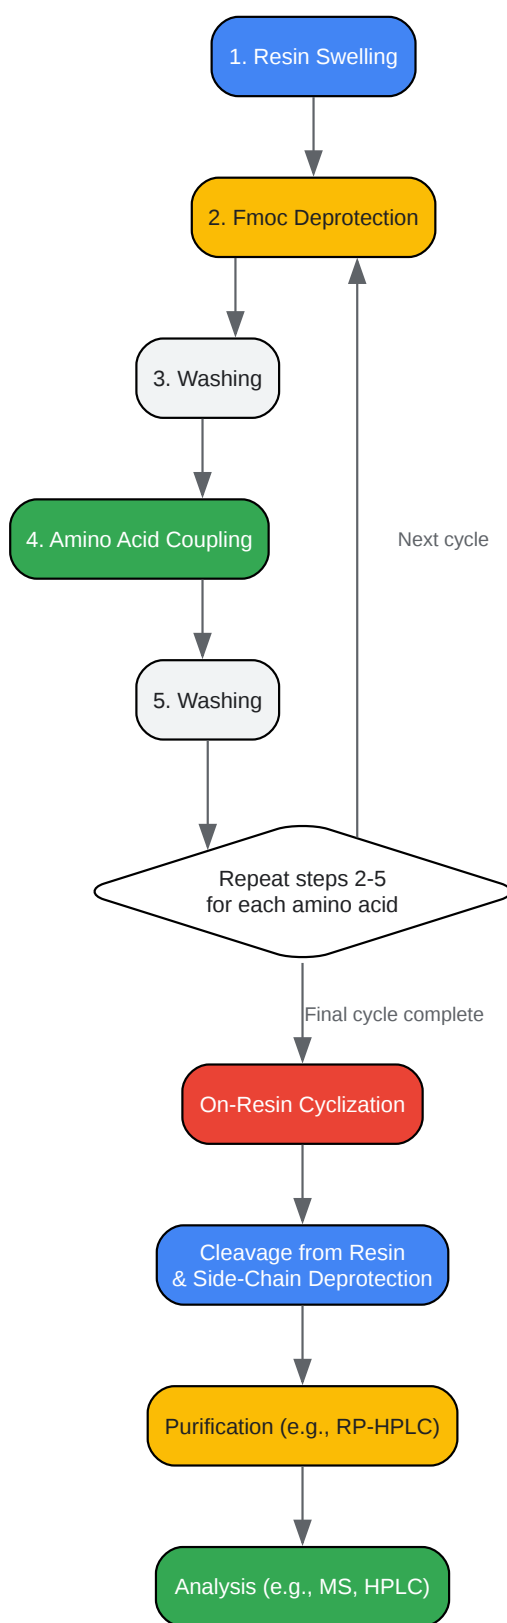 1. Resin Swelling
2. Fmoc Deprotection
3. Washing
4. Amino Acid Coupling
Next cycle
5. Washing
Repeat steps 2-5
for each amino acid
Final cycle complete
On-Resin Cyclization
Cleavage from Resin
& Side-Chain Deprotection
Purification (e.g., RP-HPLC)
Analysis (e.g., MS, HPLC)